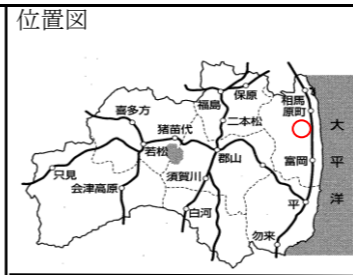 位置図
相馬
保原
原町
福島
喜多方
二本松
猪苗代
大平洋
若松
郡山
富岡
只見
須賀川
会津高原
平
白河
勿来